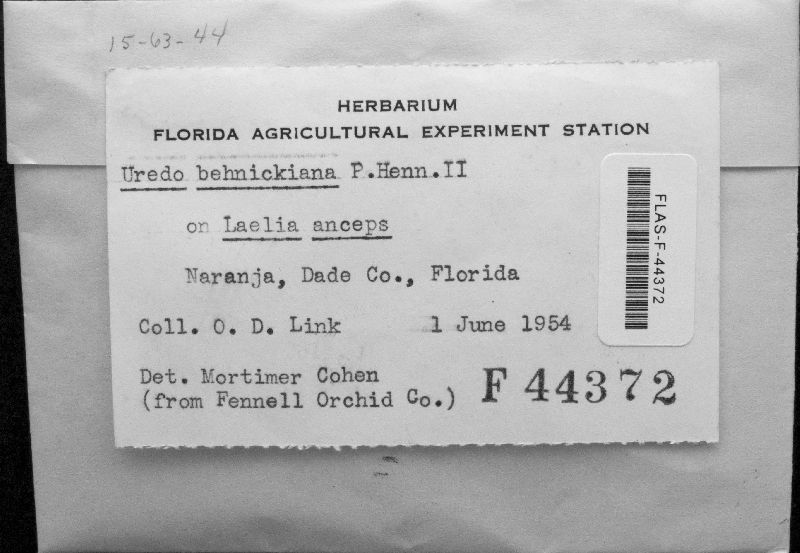 15-63-44
HERBARIUM
FLORIDA AGRICULTURAL EXPERIMENT STATION
Uredo behnickiana P.Henn.II
on Laelia anceps
Naranja, Dade Co., Florida
Coll. O. D. Link 1 June 1954
Det. Mortimer Cohen
(from Fennell Orchid Co.)
F 44372
FLAS-F-44372